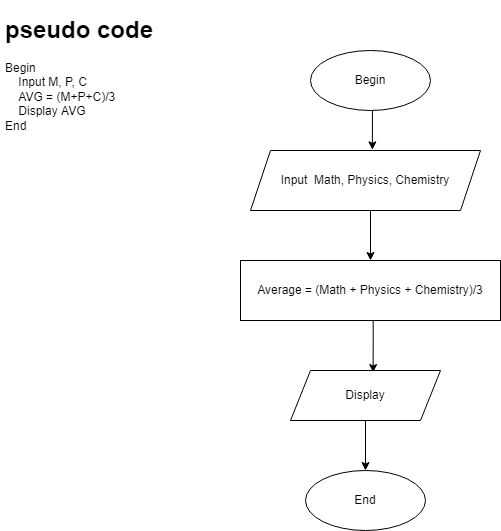 pseudo code
Begin
Input M, P, C
AVG = (M+P+C)/3
Display AVG
End
Begin
Input Math, Physics, Chemistry
Average = (Math + Physics + Chemistry)/3
Display
End